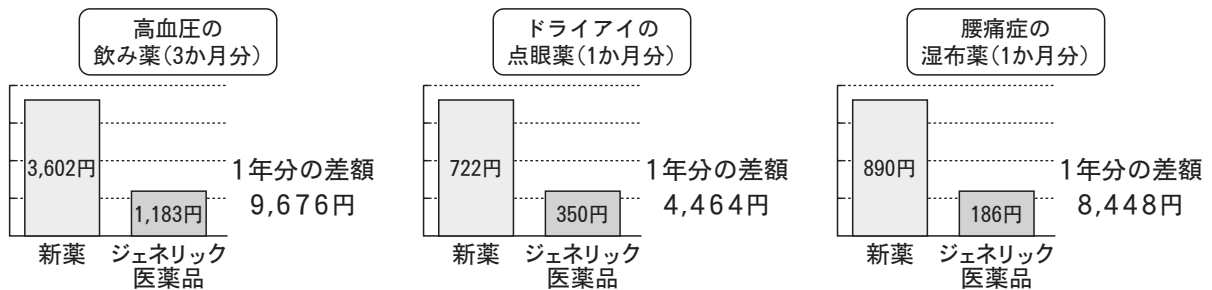 高血圧の
飲み薬(3か月分)
3,602円
1,183円
新薬
ジェネリック
医薬品
1年分の差額
9,676円
ドライアイの
点眼薬(1か月分)
722円
350円
新薬
ジェネリック
医薬品
1年分の差額
4,464円
腰痛症の
湿布薬(1か月分)
890円
186円
新薬
ジェネリック
医薬品
1年分の差額
8,448円